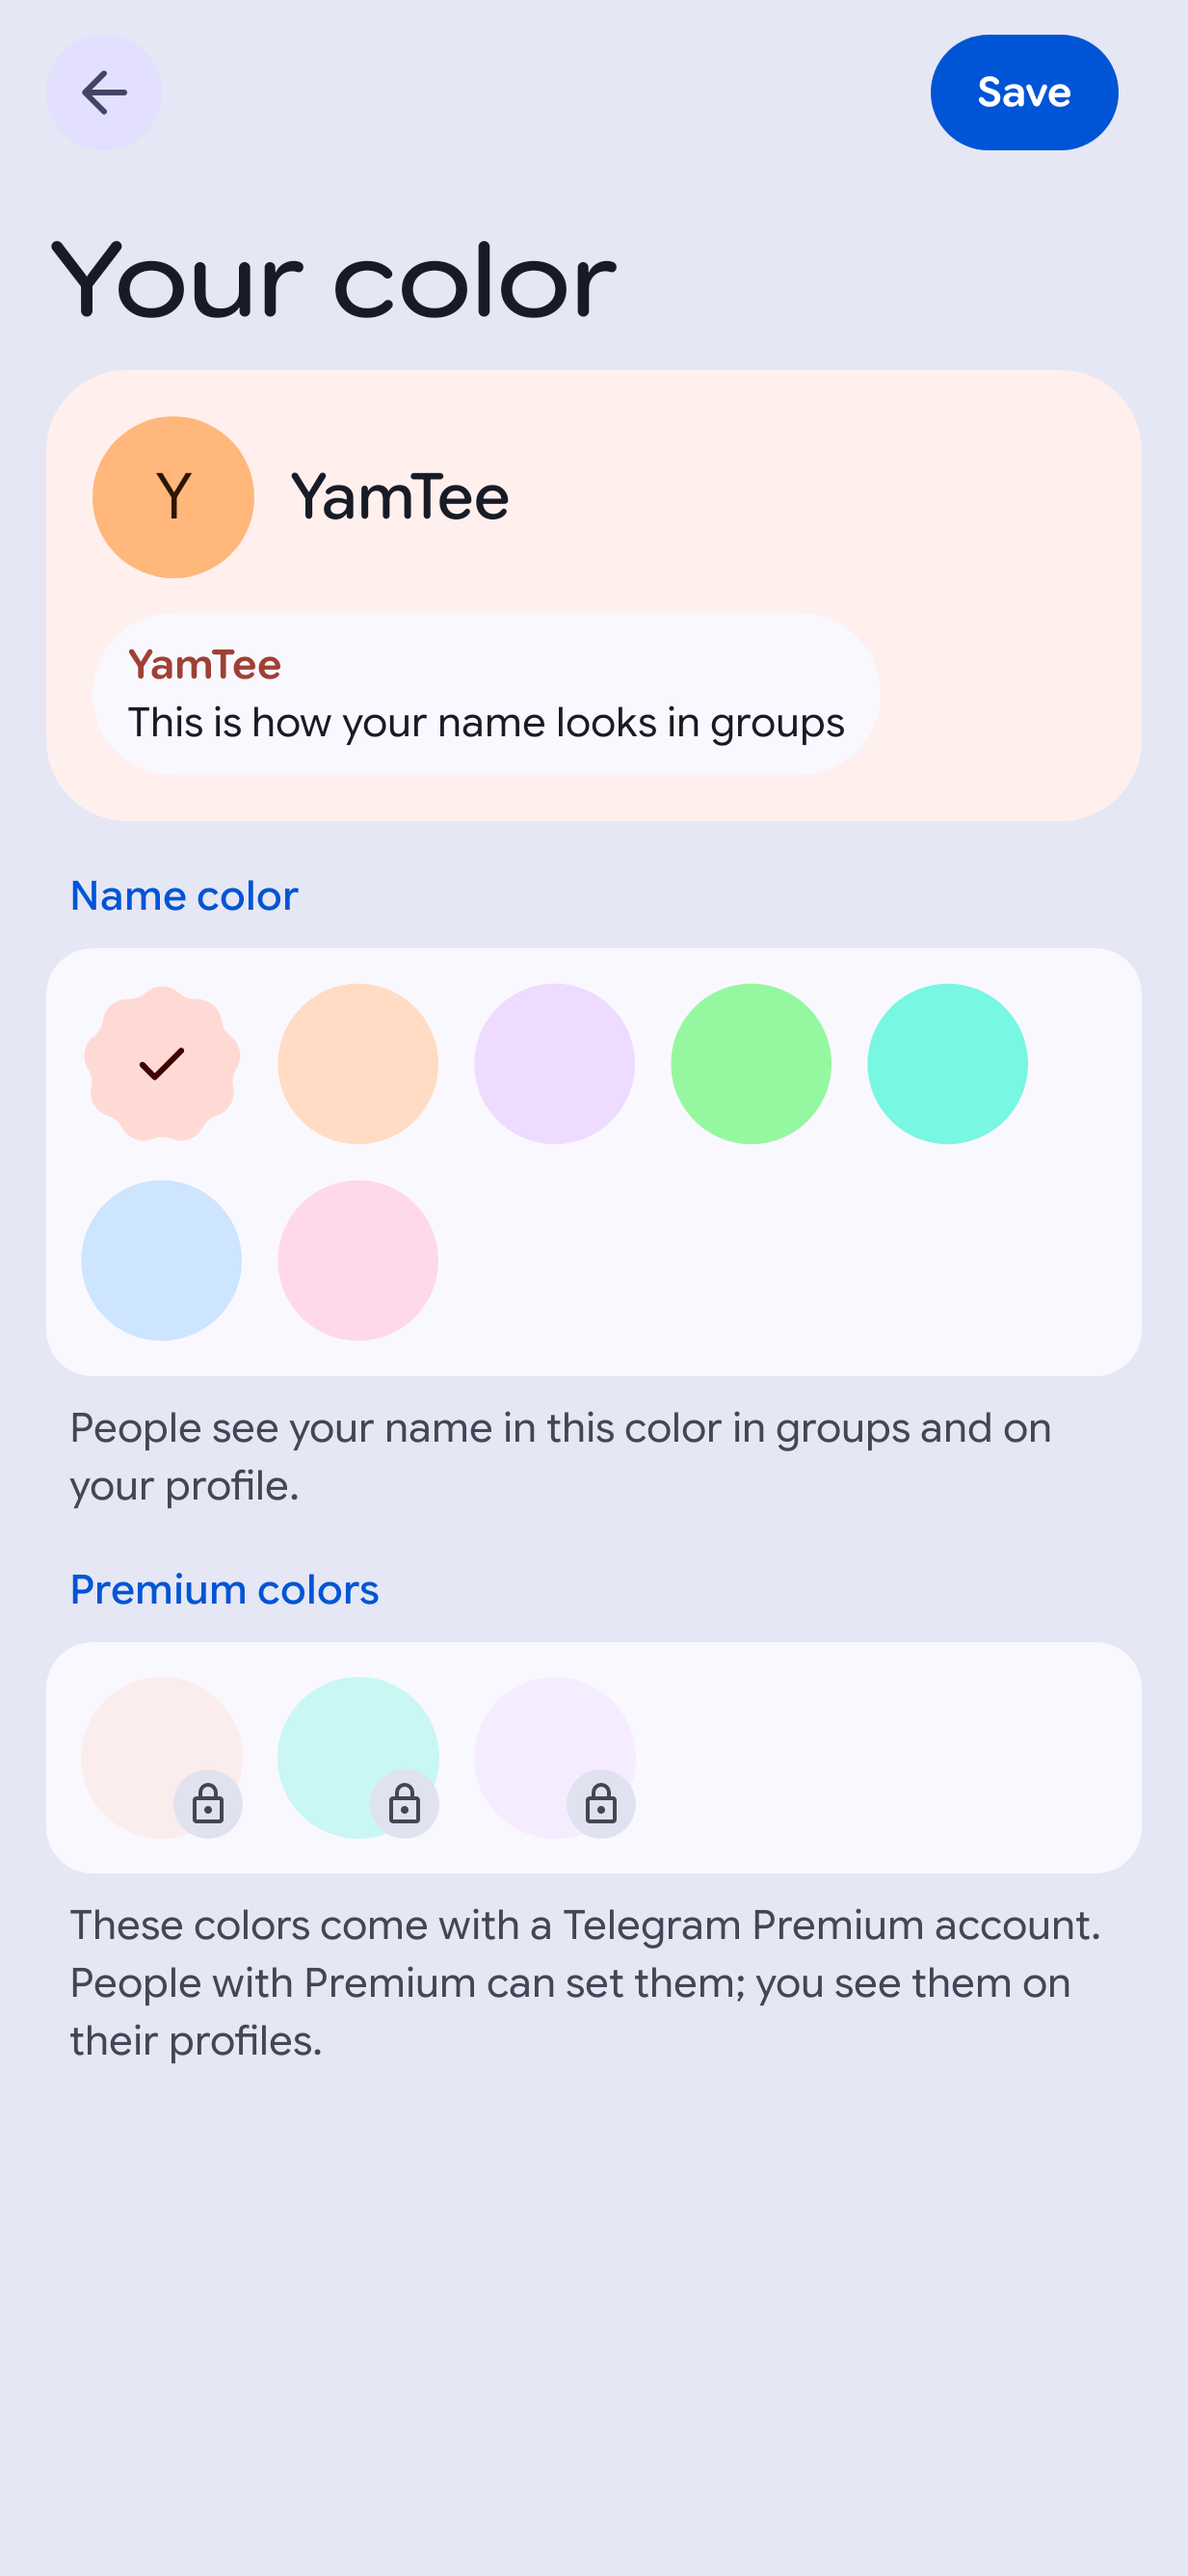 Save
Your color
Y
YamTee
YamTee
This is how your name looks in groups
Name color
People see your name in this color in groups and on
your profile.
Premium colors
These colors come with a Telegram Premium account.
People with Premium can set them; you see them on
their profiles.